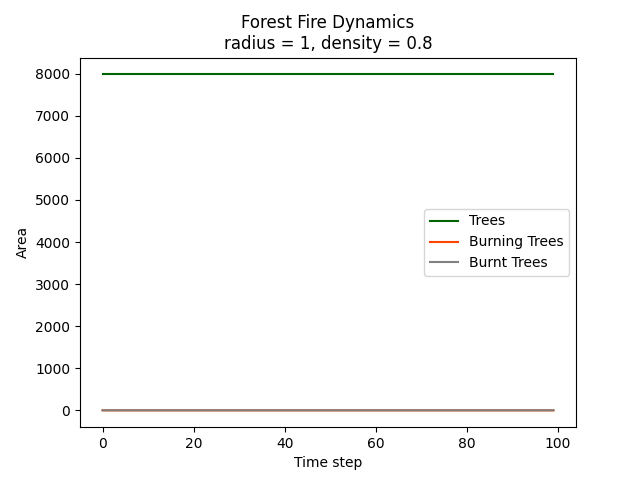 Forest Fire Dynamics
radius = 1, density = 0.8
8000
7000
6000
5000
4000
3000
2000
1000
0
Area
Trees
Burning Trees
Burnt Trees
0 20 40 60 80 100
Time step